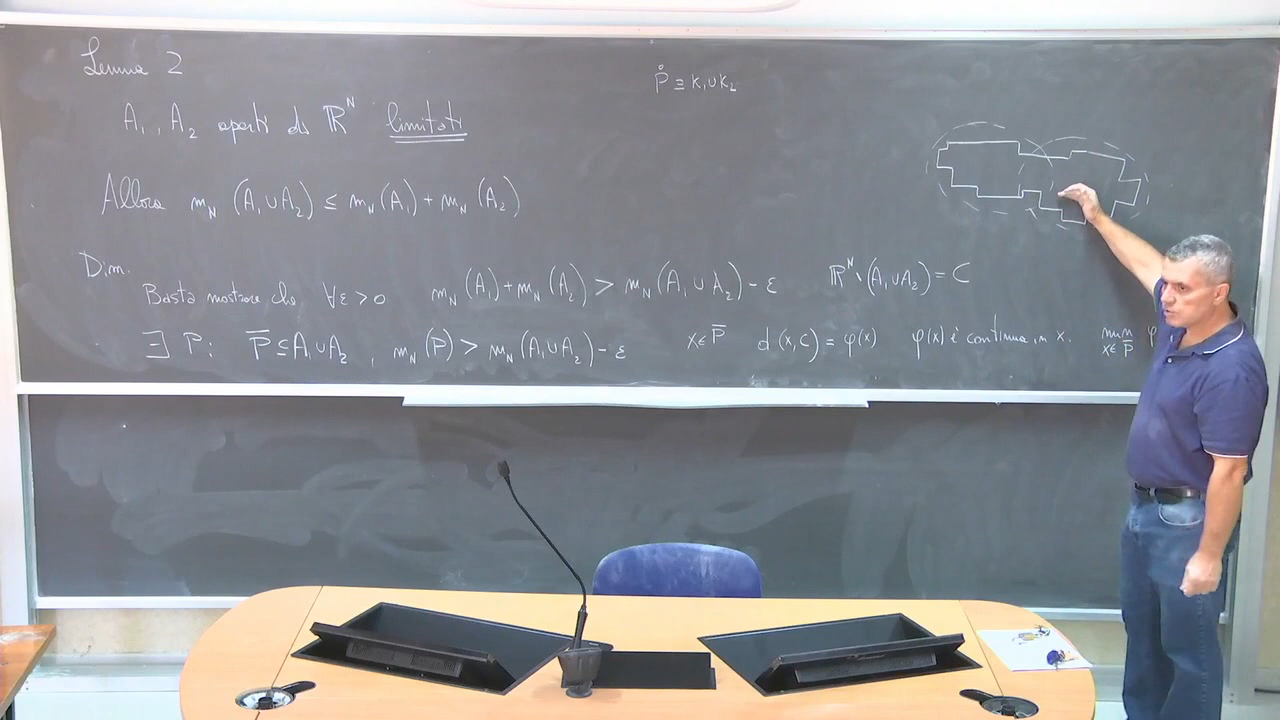 Lemma 2
P̊ ⊇ K₁∪K₂
A₁, A₂ aperti di ℝᴺ limitati
Allora m_N (A₁∪A₂) ≤ m_N(A₁) + m_N (A₂)
Dim.
Basta mostrare che ∀ε>0 m_N(A₁)+m_N(A₂) > m_N(A₁∪A₂) - ε ℝᴺ\(A₁∪A₂) = C
∃ P: P̅ ⊆ A₁∪A₂, m_N(P) > m_N(A₁∪A₂) - ε x∈P̅ d(x,C) = φ(x) φ(x) è continua in x. min x∈P̅ φ